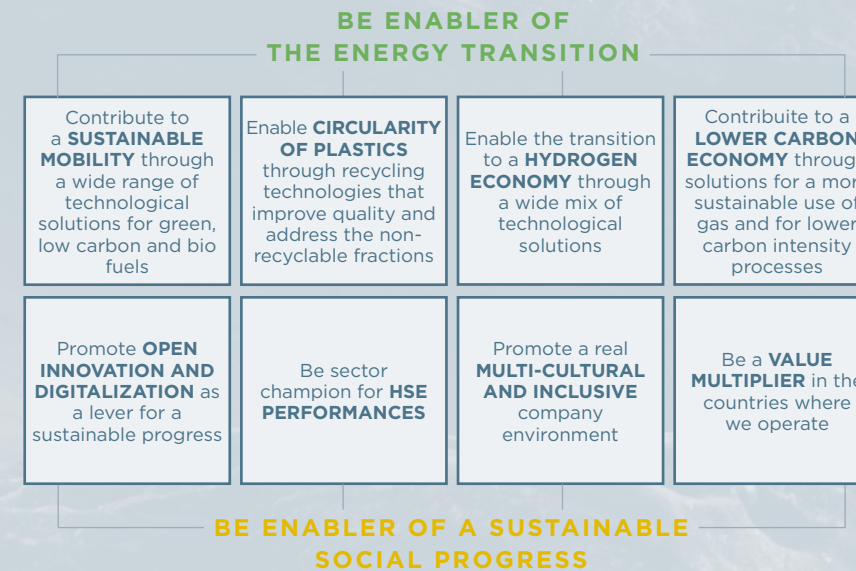 BE ENABLER OF
THE ENERGY TRANSITION
Contribute to
a SUSTAINABLE
MOBILITY through
a wide range of
technological
solutions for green,
low carbon and bio
fuels
Enable CIRCULARITY
OF PLASTICS
through recycling
technologies that
improve quality and
address the non-
recyclable fractions
Enable the transition
to a HYDROGEN
ECONOMY through
a wide mix of
technological
solutions
Contribuite to a
LOWER CARBON
ECONOMY through
solutions for a more
sustainable use of
gas and for lower
carbon intensity
processes
Promote OPEN
INNOVATION AND
DIGITALIZATION as
a lever for a
sustainable progress
Be sector
champion for HSE
PERFORMANCES
Promote a real
MULTI-CULTURAL
AND INCLUSIVE
company
environment
Be a VALUE
MULTIPLIER in the
countries where
we operate
BE ENABLER OF A SUSTAINABLE
SOCIAL PROGRESS